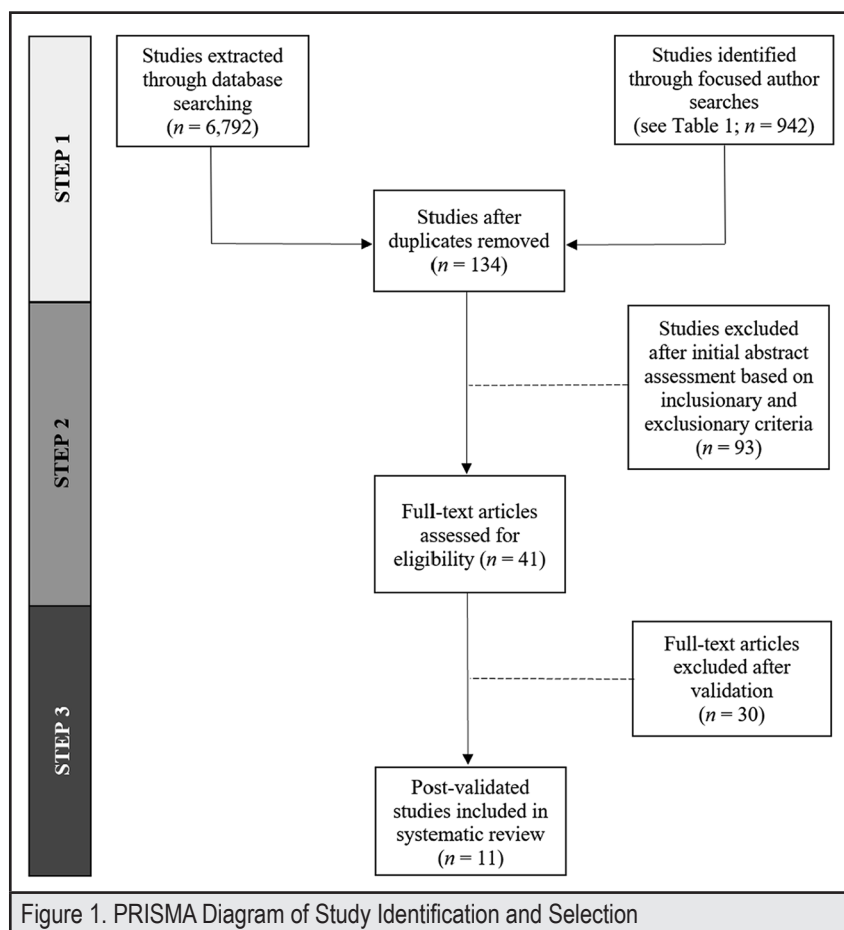 STEP 1
Studies extracted
through database
searching
(n = 6,792)
Studies identified
through focused author
searches
(see Table 1; n = 942)
Studies after
duplicates removed
(n = 134)
STEP 2
Studies excluded
after initial abstract
assessment based on
inclusionary and
exclusionary criteria
(n = 93)
Full-text articles
assessed for
eligibility (n = 41)
STEP 3
Full-text articles
excluded after
validation
(n = 30)
Post-validated
studies included in
systematic review
(n = 11)
Figure 1. PRISMA Diagram of Study Identification and Selection